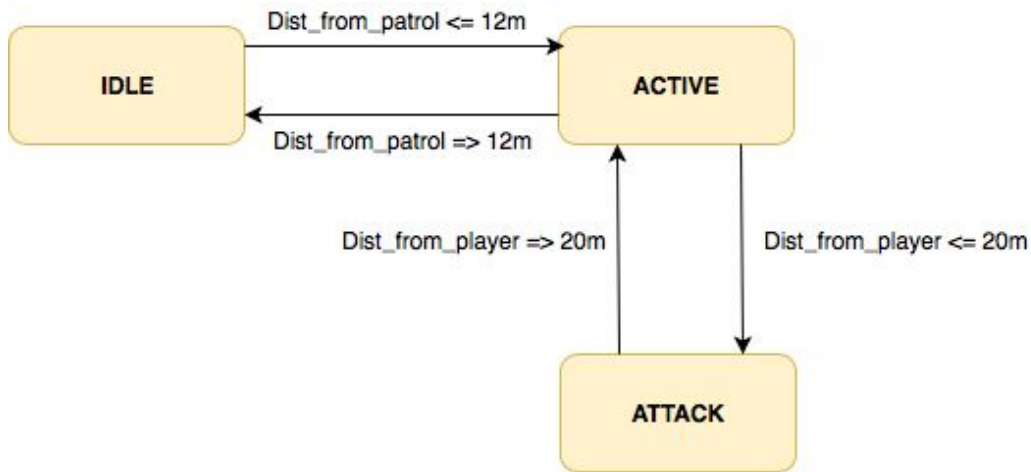 Dist_from_patrol <= 12m
IDLE
ACTIVE
Dist_from_patrol => 12m
Dist_from_player => 20m
Dist_from_player <= 20m
ATTACK